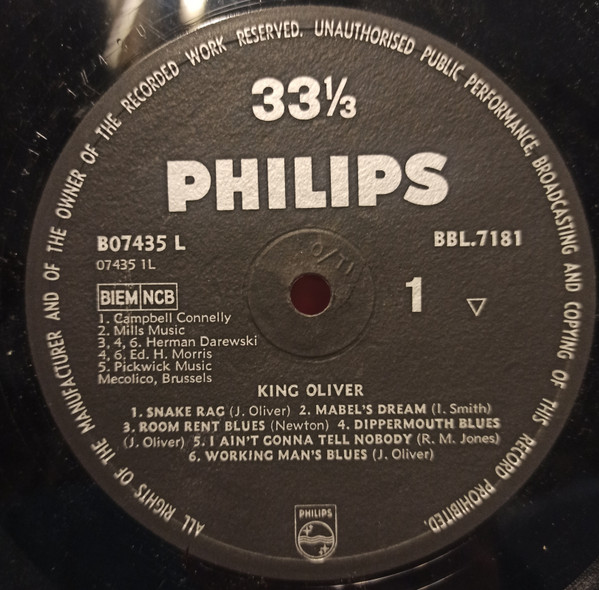 ALL RIGHTS OF THE MANUFACTURER AND OF THE OWNER OF THE RECORDED WORK RESERVED. UNAUTHORISED PUBLIC PERFORMANCE, BROADCASTING AND COPYING OF THIS RECORD PROHIBITED.
33⅓
PHILIPS
B07435 L
BBL.7181
07435 1L
BIEM NCB
1 ▽
1. Campbell Connelly
2. Mills Music
3, 4, 6. Herman Darewski
4, 6. Ed. H. Morris
5. Pickwick Music
Mecolico, Brussels
KING OLIVER
1. SNAKE RAG (J. Oliver) 2. MABEL'S DREAM (I. Smith)
3. ROOM RENT BLUES (Newton) 4. DIPPERMOUTH BLUES
(J. Oliver) 5. I AIN'T GONNA TELL NOBODY (R. M. Jones)
6. WORKING MAN'S BLUES (J. Oliver)
PHILIPS